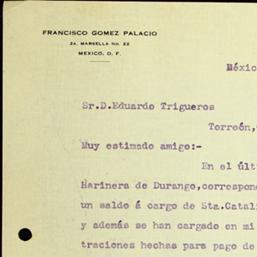 FRANCISCO GOMEZ PALACIO
2A. MARSELLA NO. 22
MEXICO, D. F.
Méxic
Sr.D.Eduardo Trigueros
Torreón,
Muy estimado amigo:-
En el últi
Harinera de Durango,correspon
un saldo á cargo de Sta.Catali
y además se han cargado en mi
traciones hechas para pago de